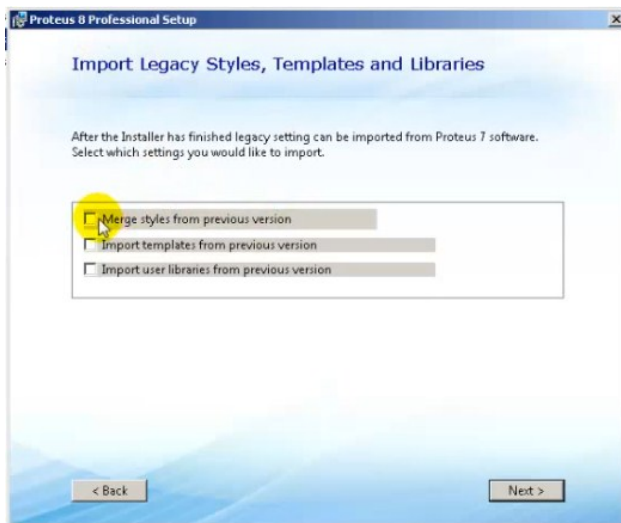 Proteus 8 Professional Setup
Import Legacy Styles, Templates and Libraries
After the Installer has finished legacy setting can be imported from Proteus 7 software.
Select which settings you would like to import.
Merge styles from previous version
Import templates from previous version
Import user libraries from previous version
< Back
Next >